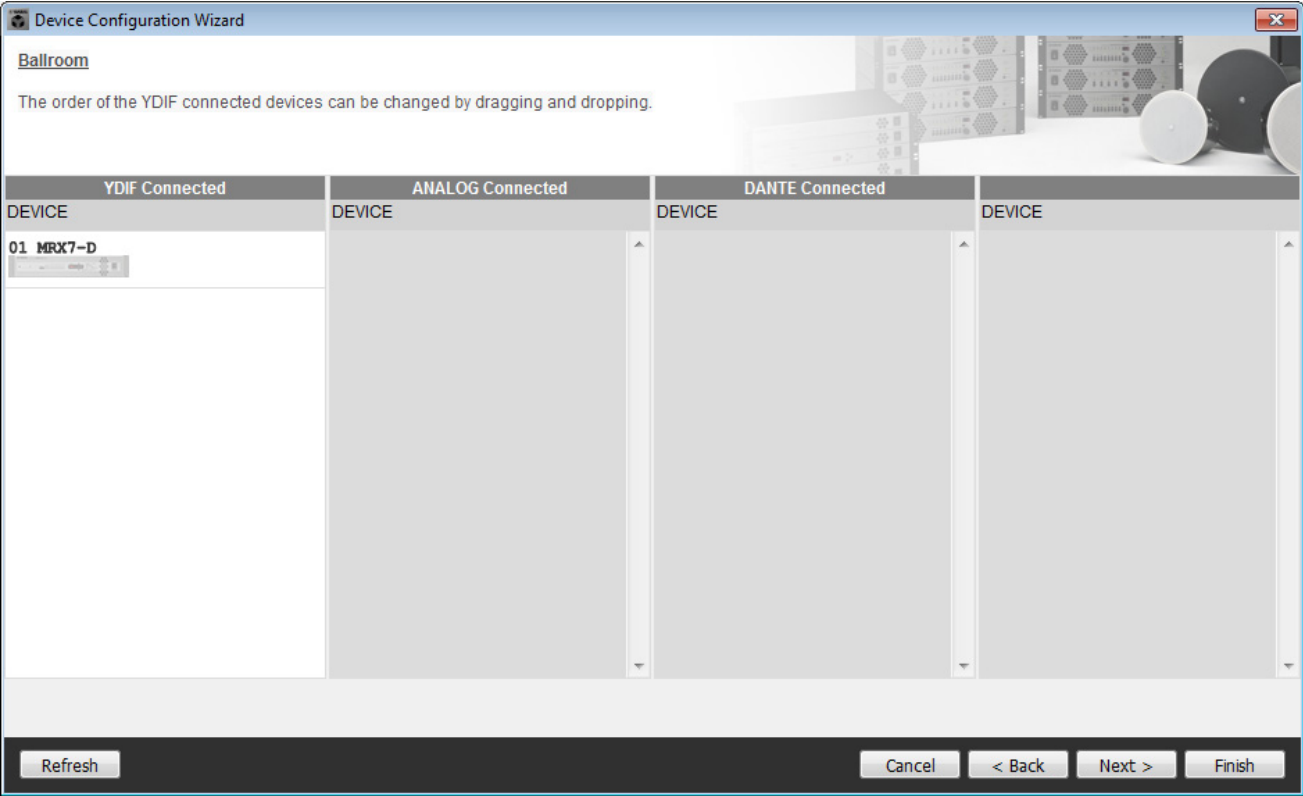 Device Configuration Wizard
Ballroom
The order of the YDIF connected devices can be changed by dragging and dropping.
YDIF Connected ANALOG Connected DANTE Connected
DEVICE DEVICE DEVICE DEVICE
01 MRX7-D
Refresh Cancel < Back Next > Finish